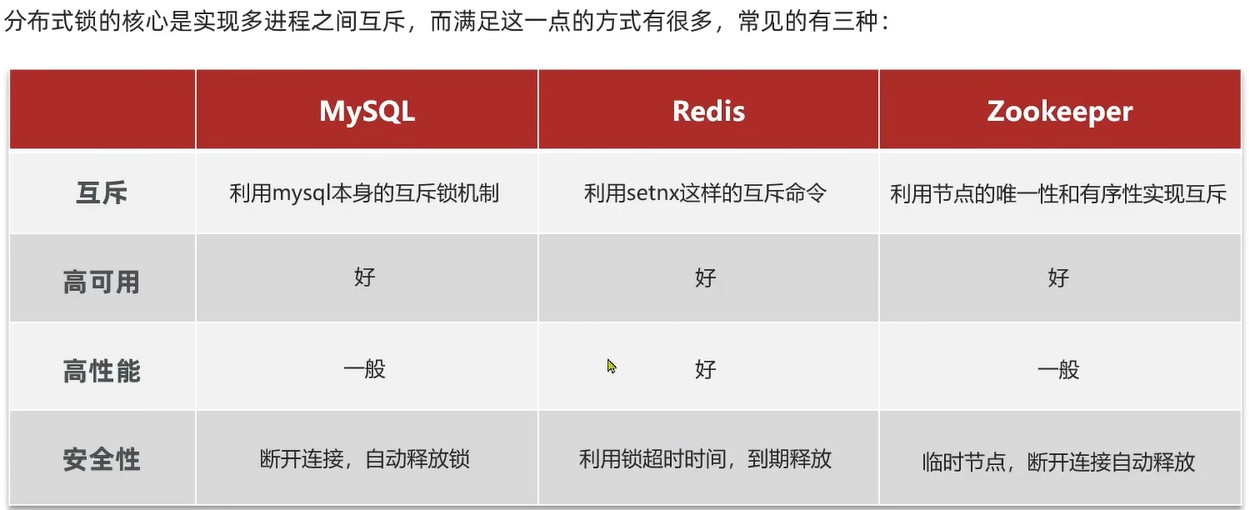 分布式锁的核心是实现多进程之间互斥，而满足这一点的方式有很多，常见的有三种：
MySQL Redis Zookeeper
互斥 利用mysql本身的互斥锁机制 利用setnx这样的互斥命令 利用节点的唯一性和有序性实现互斥
高可用 好 好 好
高性能 一般 好 一般
安全性 断开连接，自动释放锁 利用锁超时时间，到期释放 临时节点，断开连接自动释放